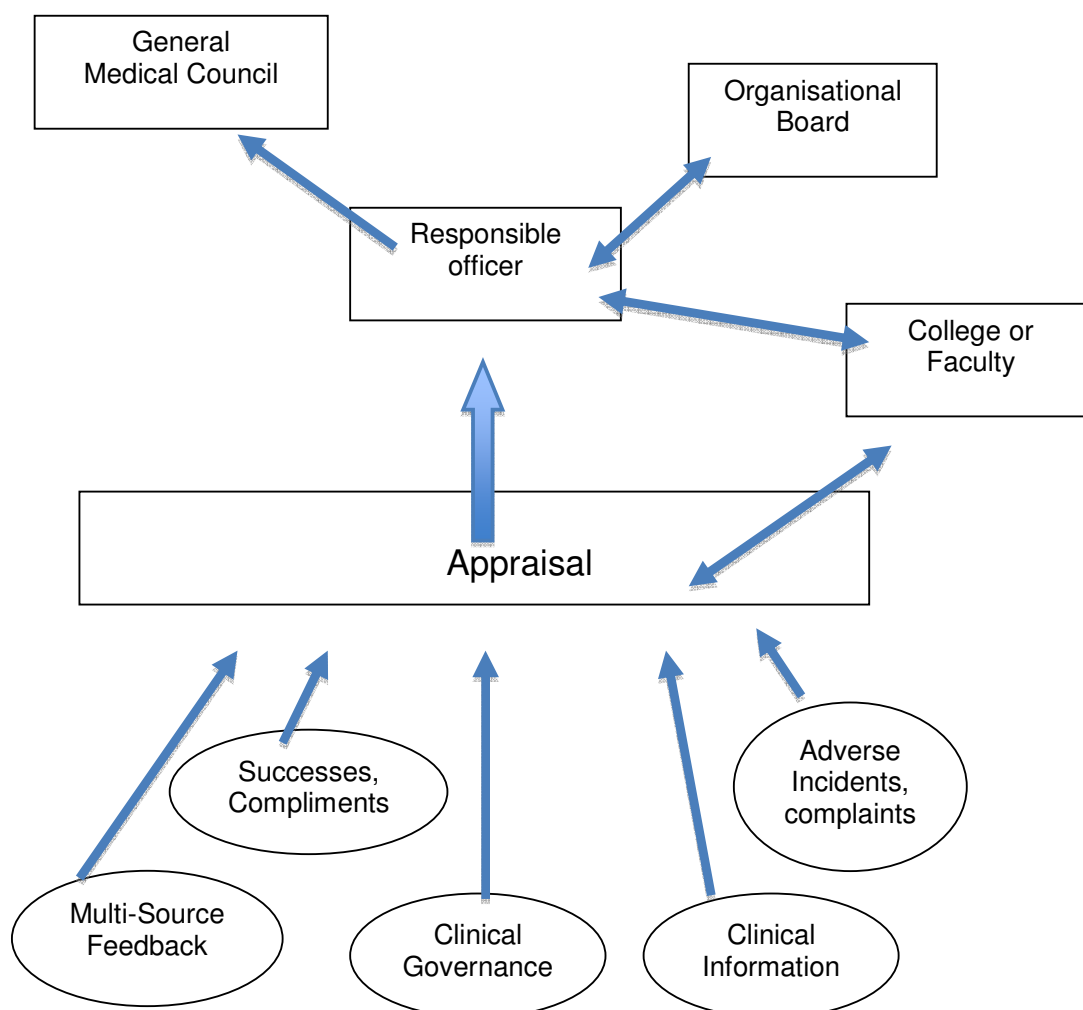 General
Medical Council
Organisational
Board
Responsible
officer
College or
Faculty
Appraisal
Successes,
Compliments
Adverse
Incidents,
complaints
Multi-Source
Feedback
Clinical
Governance
Clinical
Information